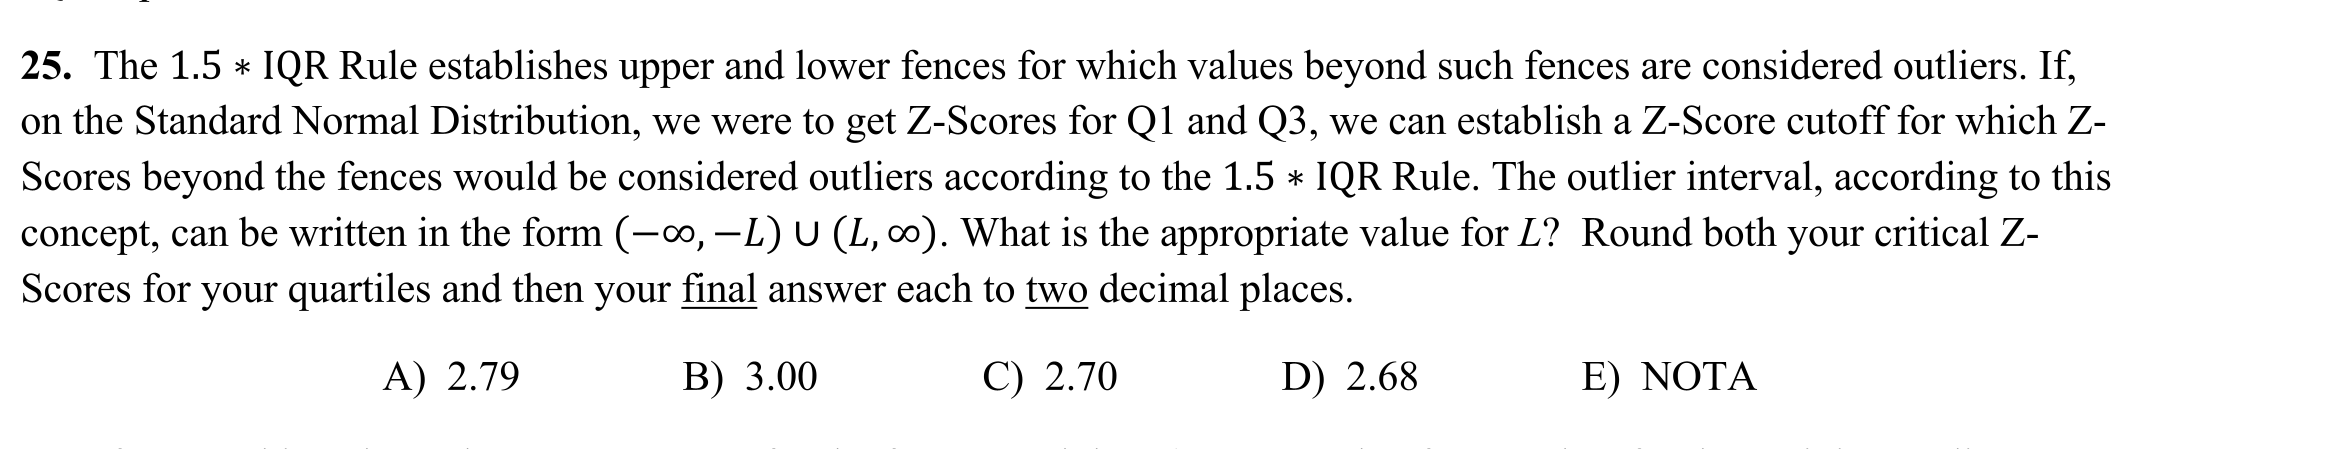 25. The 1.5 ∗ IQR Rule establishes upper and lower fences for which values beyond such fences are considered outliers. If,
on the Standard Normal Distribution, we were to get Z-Scores for Q1 and Q3, we can establish a Z-Score cutoff for which Z-
Scores beyond the fences would be considered outliers according to the 1.5 ∗ IQR Rule. The outlier interval, according to this
concept, can be written in the form (−∞, −L) ∪ (L, ∞). What is the appropriate value for L? Round both your critical Z-
Scores for your quartiles and then your final answer each to two decimal places.
A) 2.79 B) 3.00 C) 2.70 D) 2.68 E) NOTA